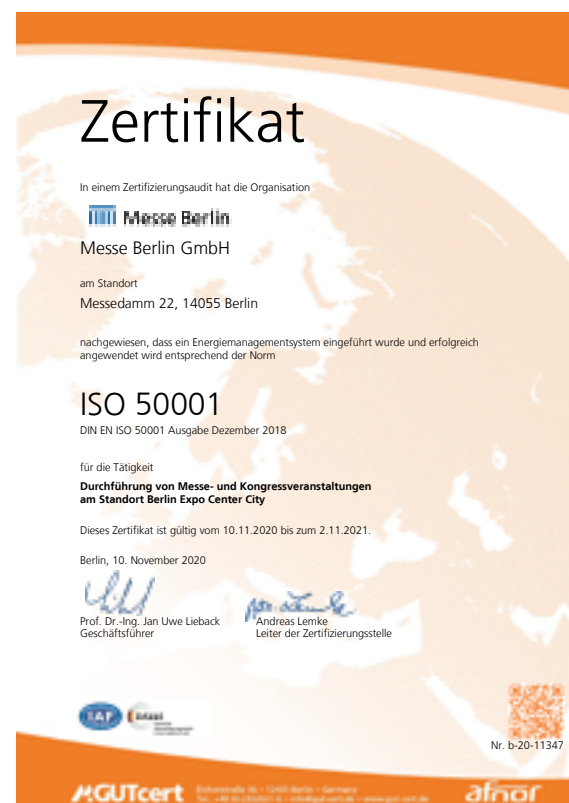 Zertifikat
In einem Zertifizierungsaudit hat die Organisation
Messe Berlin
Messe Berlin GmbH
am Standort
Messedamm 22, 14055 Berlin
nachgewiesen, dass ein Energiemanagementsystem eingeführt wurde und erfolgreich
angewendet wird entsprechend der Norm
ISO 50001
DIN EN ISO 50001 Ausgabe Dezember 2018
für die Tätigkeit
Durchführung von Messe- und Kongressveranstaltungen
am Standort Berlin Expo Center City
Dieses Zertifikat ist gültig vom 10.11.2020 bis zum 2.11.2021.
Berlin, 10. November 2020
Prof. Dr.-Ing. Jan Uwe Lieback
Geschäftsführer
Andreas Lemke
Leiter der Zertifizierungsstelle
IAF
Nr. b-20-11347
GUTcert
afnor